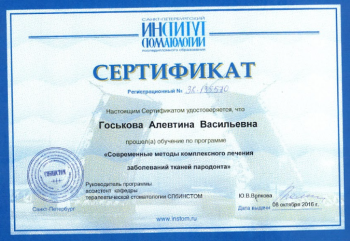 САНКТ-ПЕТЕРБУРГСКИЙ
ИНСТИТУТ
СТОМАТОЛОГИИ
последипломного образования
СЕРТИФИКАТ
Регистрационный №
Настоящим Сертификатом удостоверяется, что
Госькова Алевтина Васильевна
прошел(а) обучение по программе
«Современные методы комплексного лечения
заболеваний тканей пародонта»
Руководитель программы
ассистент кафедры
терапевтической стоматологии СПбИНСТОМ
Санкт-Петербург
Дата выдачи 08 октября 2016 г.
www.instom.ru